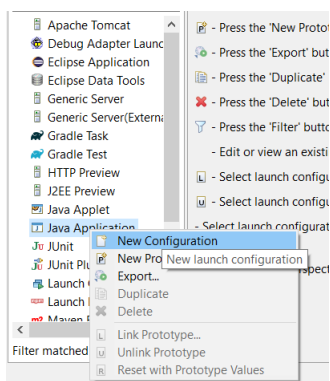 Apache Tomcat
Debug Adapter Launc
Eclipse Application
Eclipse Data Tools
Generic Server
Generic Server(Externa
Gradle Task
Gradle Test
HTTP Preview
J2EE Preview
Java Applet
Java Application
JUnit
JUnit Plu
Launch
Launch
Maven
Filter matched
- Press the 'New Protot
- Press the 'Export' but
- Press the 'Duplicate'
- Press the 'Delete' but
- Press the 'Filter' butto
- Edit or view an existi
- Select launch configu
- Select launch configu
- Select launch configurat
spect
New Configuration
New Pro
New launch configuration
Export...
Duplicate
Delete
Link Prototype...
Unlink Prototype
Reset with Prototype Values